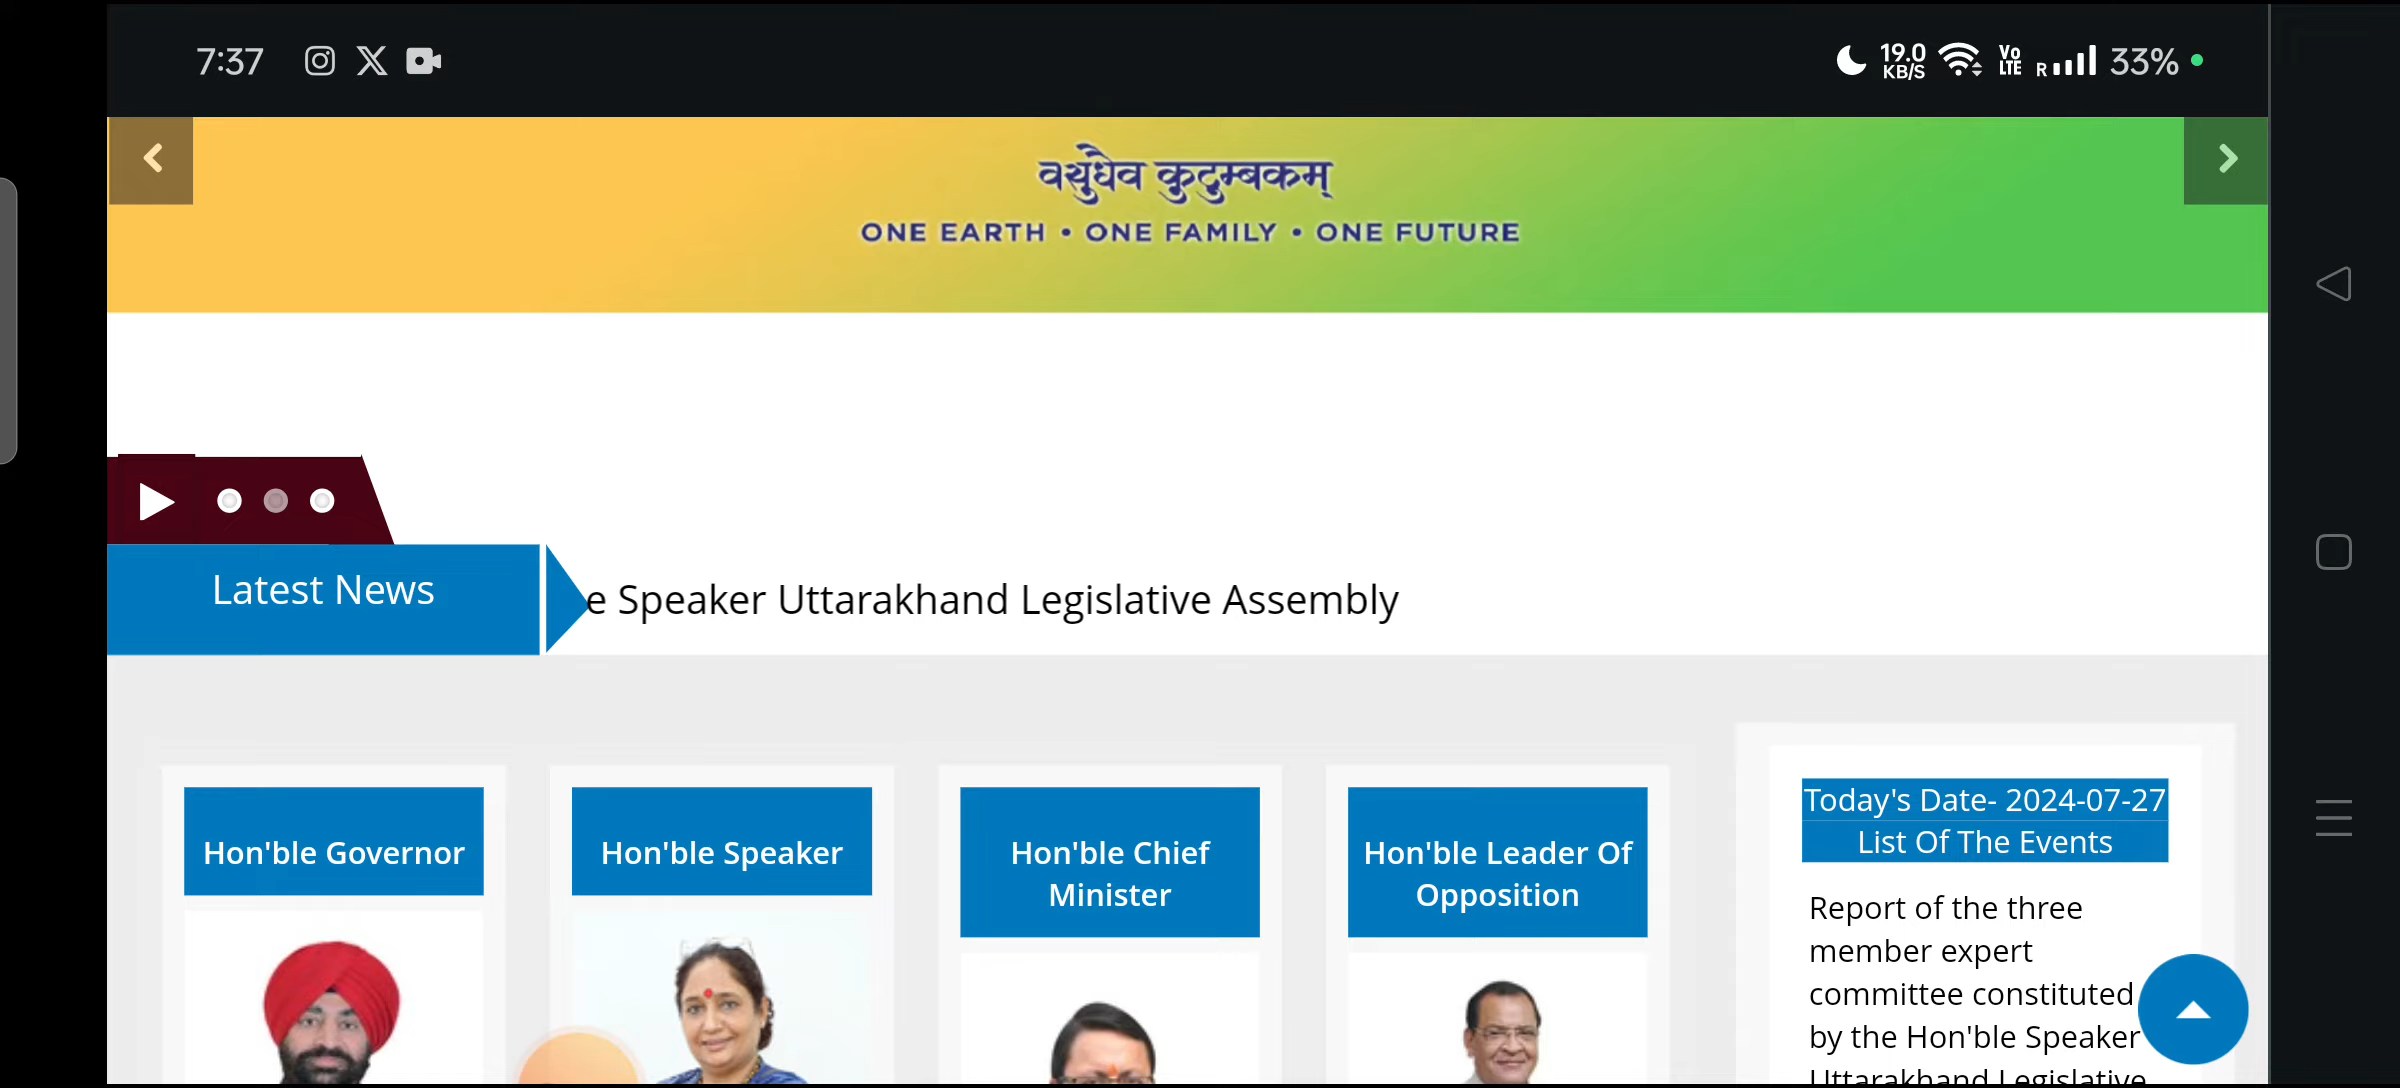 7:37
19.0
KB/S
Vo
LTE
R
33%
वसुधैव कुटुम्बकम्
ONE EARTH • ONE FAMILY • ONE FUTURE
Latest News
e Speaker Uttarakhand Legislative Assembly
Hon'ble Governor
Hon'ble Speaker
Hon'ble Chief
Minister
Hon'ble Leader Of
Opposition
Today's Date- 2024-07-27
List Of The Events
Report of the three
member expert
committee constituted
by the Hon'ble Speaker
Uttarakhand Legislative